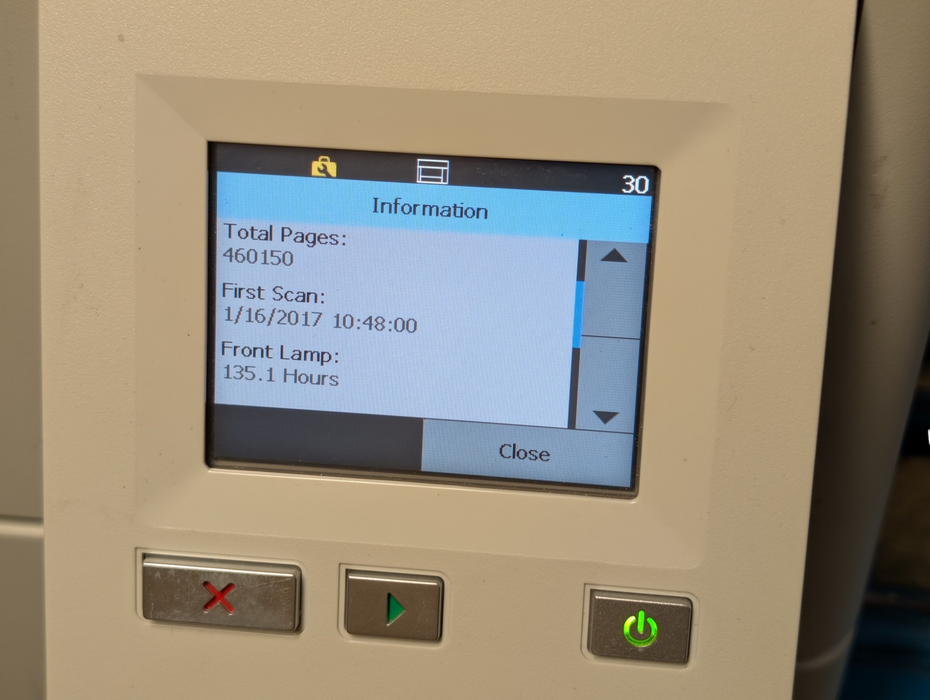 30
Information
Total Pages:
460150
First Scan:
1/16/2017 10:48:00
Front Lamp:
135.1 Hours
Close